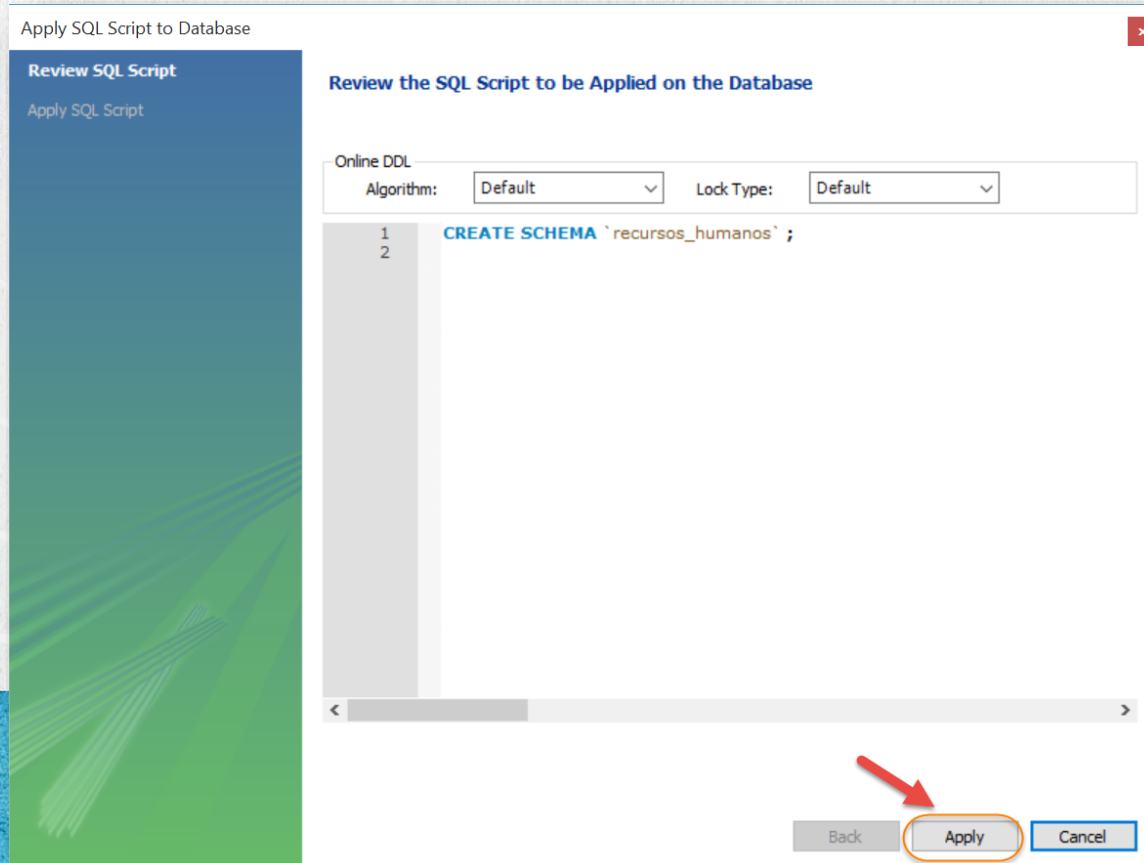 Apply SQL Script to Database
Review SQL Script
Apply SQL Script
Review the SQL Script to be Applied on the Database
Online DDL
Algorithm: Default Lock Type: Default
1 CREATE SCHEMA `recursos_humanos` ;
2
Back Apply Cancel